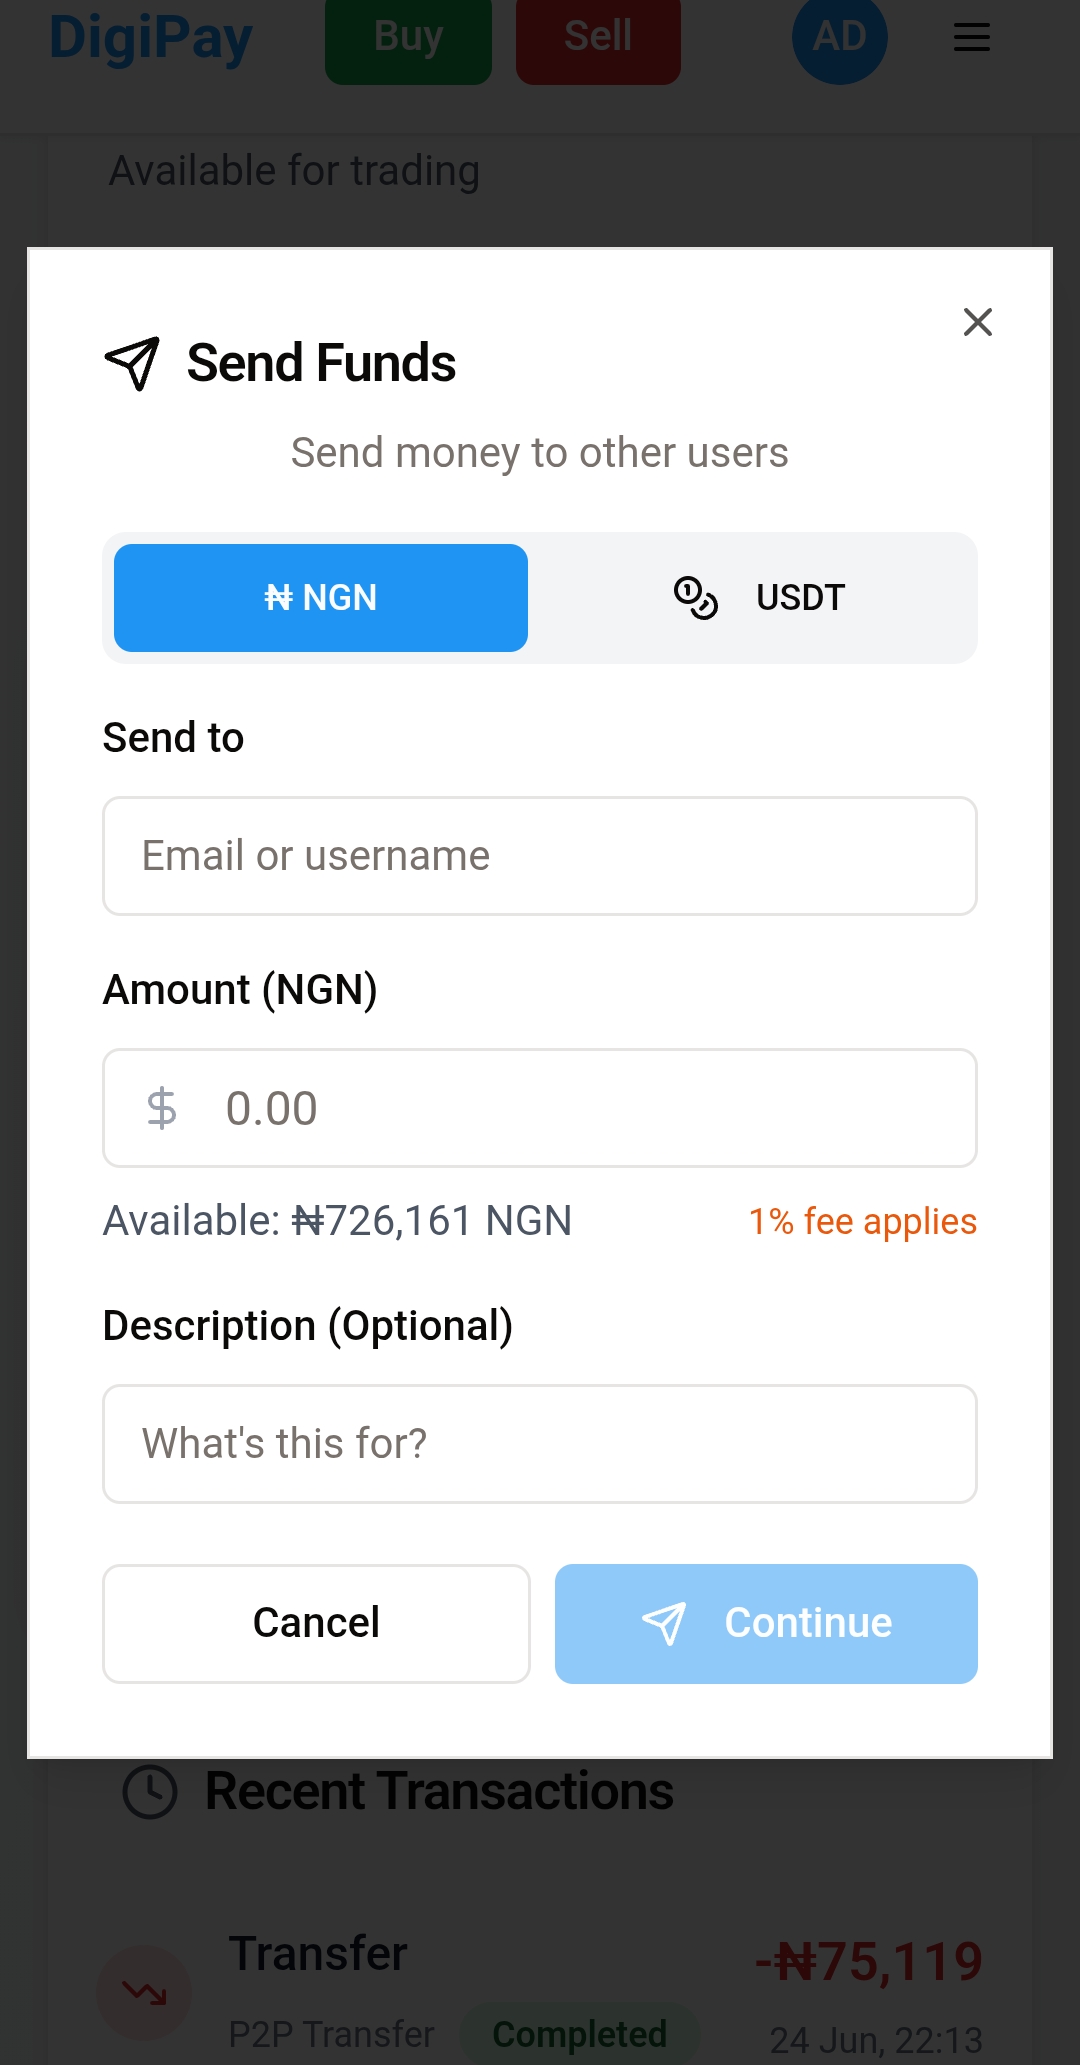 DigiPay Buy Sell AD
Available for trading
Send Funds
Send money to other users
₦ NGN USDT
Send to
Email or username
Amount (NGN)
$ 0.00
Available: ₦726,161 NGN 1% fee applies
Description (Optional)
What's this for?
Cancel Continue
Recent Transactions
Transfer -₦75,119
P2P Transfer Completed 24 Jun, 22:13